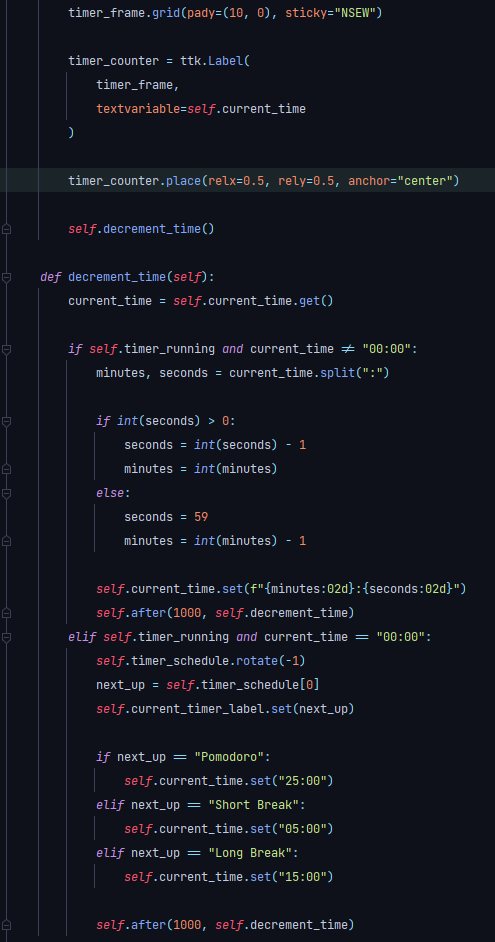 timer_frame.grid(pady=(10, 0), sticky="NSEW")
timer_counter = ttk.Label(
timer_frame,
textvariable=self.current_time
)
timer_counter.place(relx=0.5, rely=0.5, anchor="center")
self.decrement_time()
def decrement_time(self):
current_time = self.current_time.get()
if self.timer_running and current_time ≠ "00:00":
minutes, seconds = current_time.split(":")
if int(seconds) > 0:
seconds = int(seconds) - 1
minutes = int(minutes)
else:
seconds = 59
minutes = int(minutes) - 1
self.current_time.set(f"{minutes:02d}:{seconds:02d}")
self.after(1000, self.decrement_time)
elif self.timer_running and current_time == "00:00":
self.timer_schedule.rotate(-1)
next_up = self.timer_schedule[0]
self.current_timer_label.set(next_up)
if next_up == "Pomodoro":
self.current_time.set("25:00")
elif next_up == "Short Break":
self.current_time.set("05:00")
elif next_up == "Long Break":
self.current_time.set("15:00")
self.after(1000, self.decrement_time)